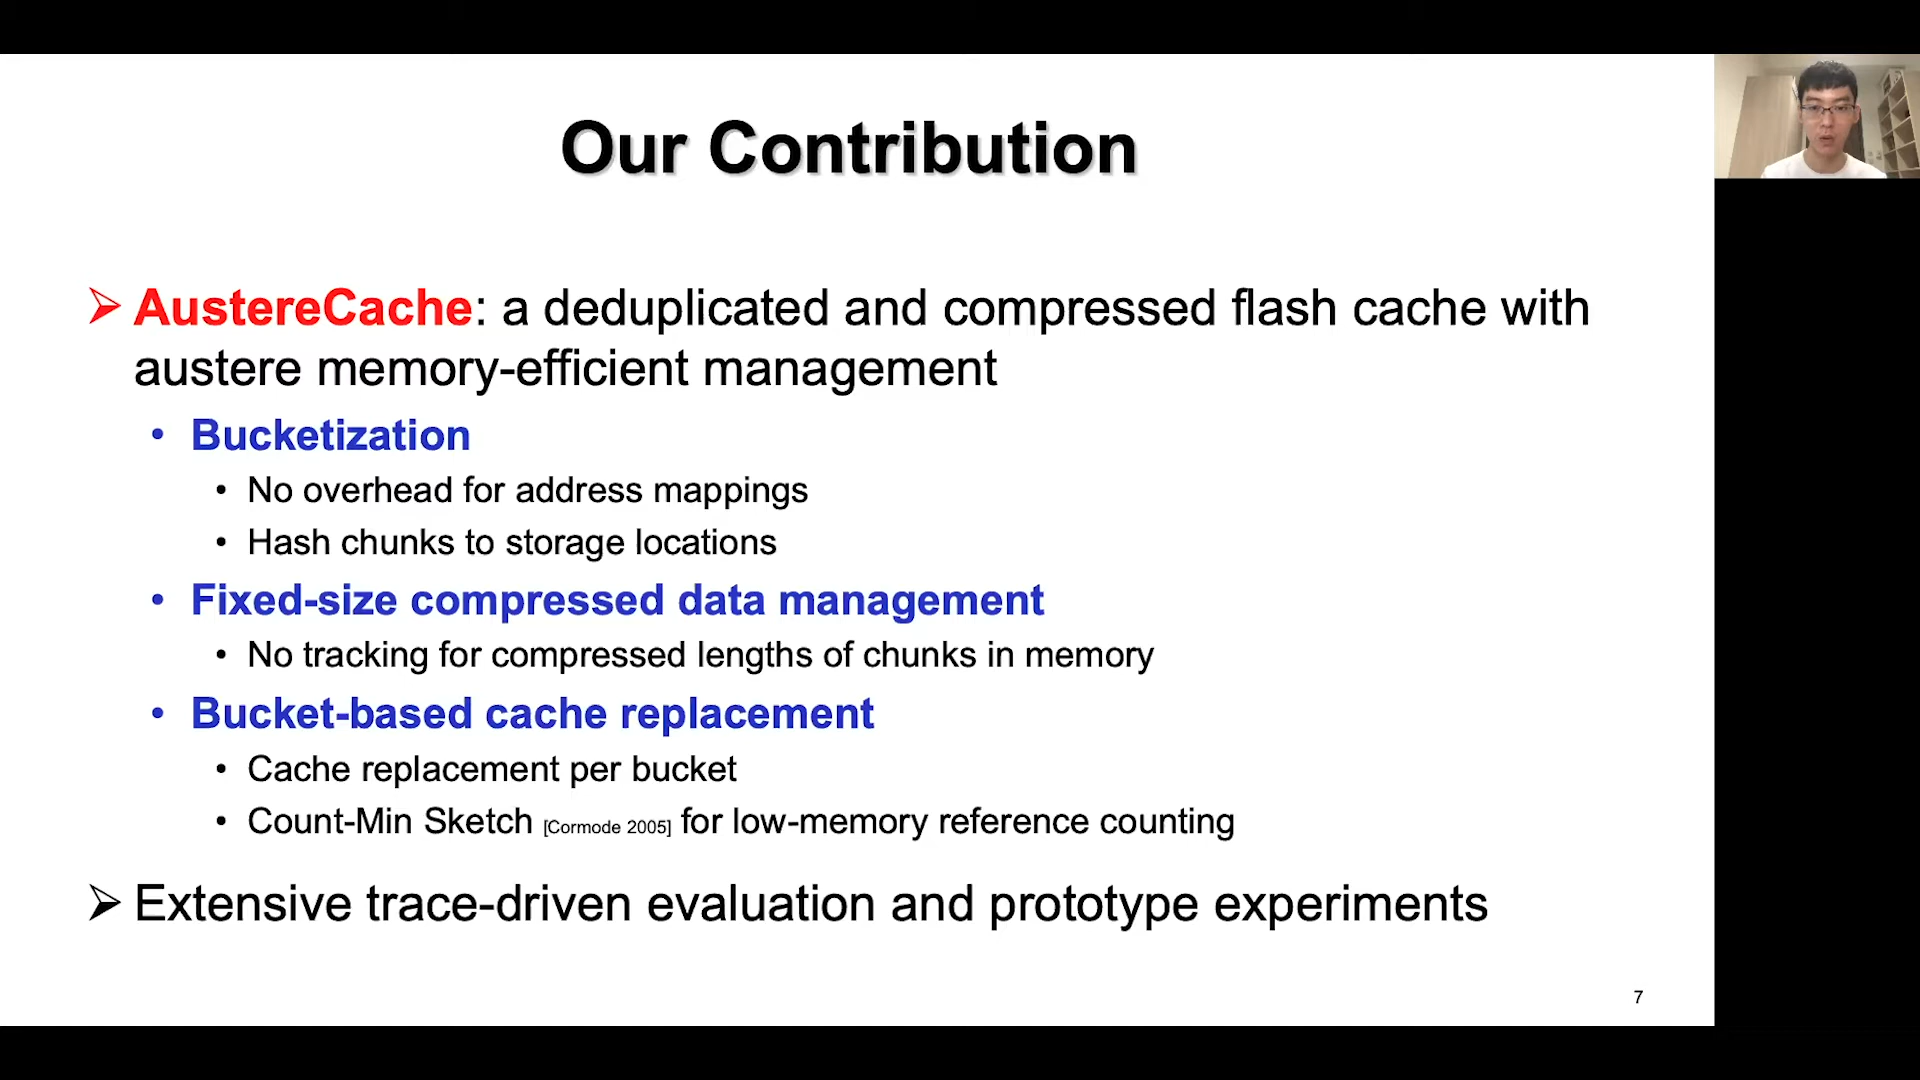 Our Contribution
AustereCache: a deduplicated and compressed flash cache with
austere memory-efficient management
• Bucketization
• No overhead for address mappings
• Hash chunks to storage locations
• Fixed-size compressed data management
• No tracking for compressed lengths of chunks in memory
• Bucket-based cache replacement
• Cache replacement per bucket
• Count-Min Sketch [Cormode 2005] for low-memory reference counting
Extensive trace-driven evaluation and prototype experiments
7